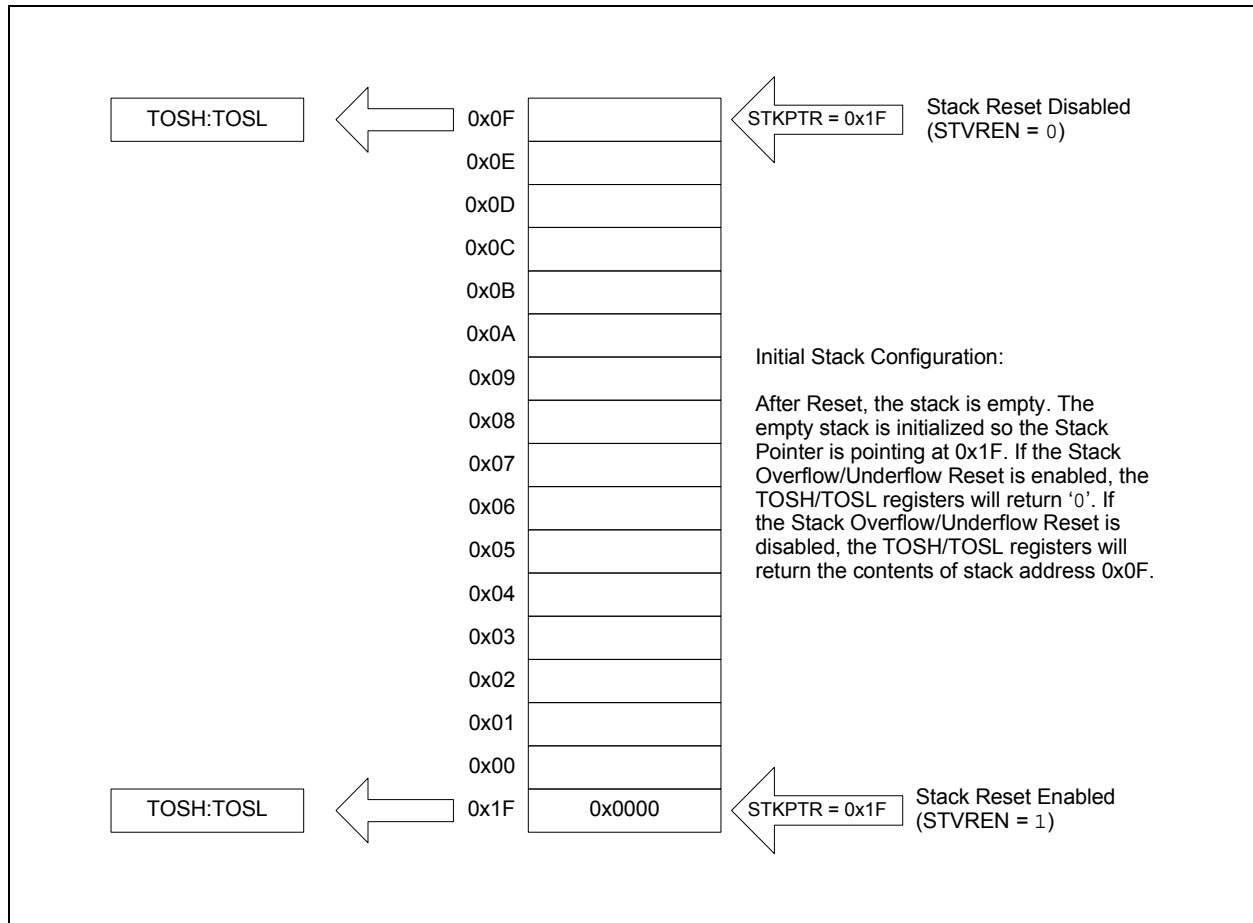 TOSH:TOSL
0x0F
STKPTR = 0x1F
Stack Reset Disabled
(STVREN = 0)
0x0E
0x0D
0x0C
0x0B
0x0A
0x09
0x08
0x07
0x06
0x05
0x04
0x03
0x02
0x01
0x00
Initial Stack Configuration:
After Reset, the stack is empty. The
empty stack is initialized so the Stack
Pointer is pointing at 0x1F. If the Stack
Overflow/Underflow Reset is enabled, the
TOSH/TOSL registers will return ‘0’. If
the Stack Overflow/Underflow Reset is
disabled, the TOSH/TOSL registers will
return the contents of stack address 0x0F.
TOSH:TOSL
0x1F
0x0000
STKPTR = 0x1F
Stack Reset Enabled
(STVREN = 1)